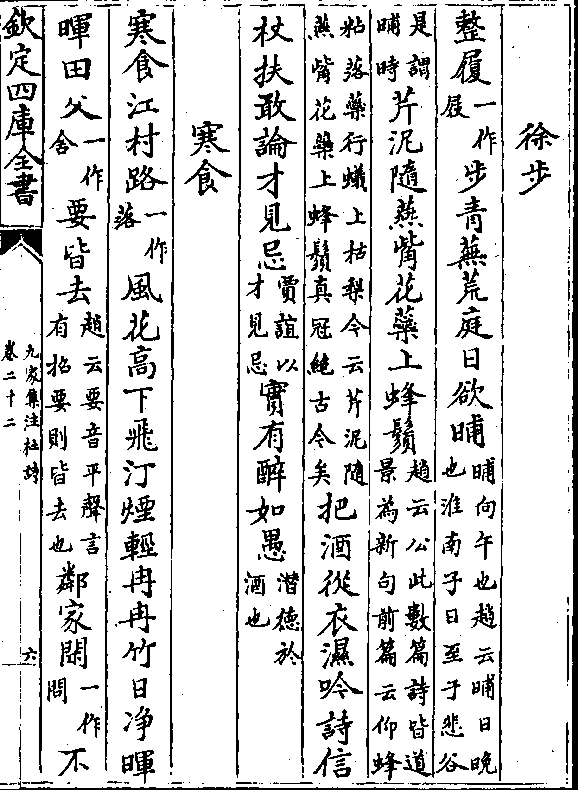 徐步
整履一作屐步青蕪荒庭日欲晡晡向午也趙云晡日晚也淮南子日至于悲谷
是謂晡時芹泥隨燕觜花蘂上蜂鬚趙云公此數篇詩皆道景為新句前篇云仰蜂
粘落蘂行蟻上枯梨今云芹泥隨燕觜花蘂上蜂鬚真冠絶古今矣把酒從衣濕吟詩信
杖扶敢論才見忌賈誼以才見忌實有醉如愚潜德於酒也
寒食
寒食江村路一作落風花高下飛汀煙輕冉冉竹日净暉
暉田父一作舍要皆去趙云要音平聲言有招要則皆去也鄰家閙一作問不
欽定四庫全書
九家集注杜詩
卷二十二
六